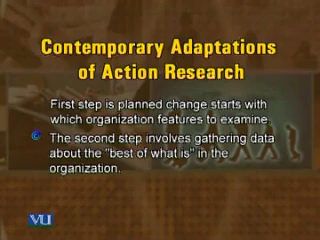 Contemporary Adaptations
of Action Research
First step is planned change starts with
which organization features to examine.
The second step involves gathering data
about the "best of what is" in the
organization.
VU